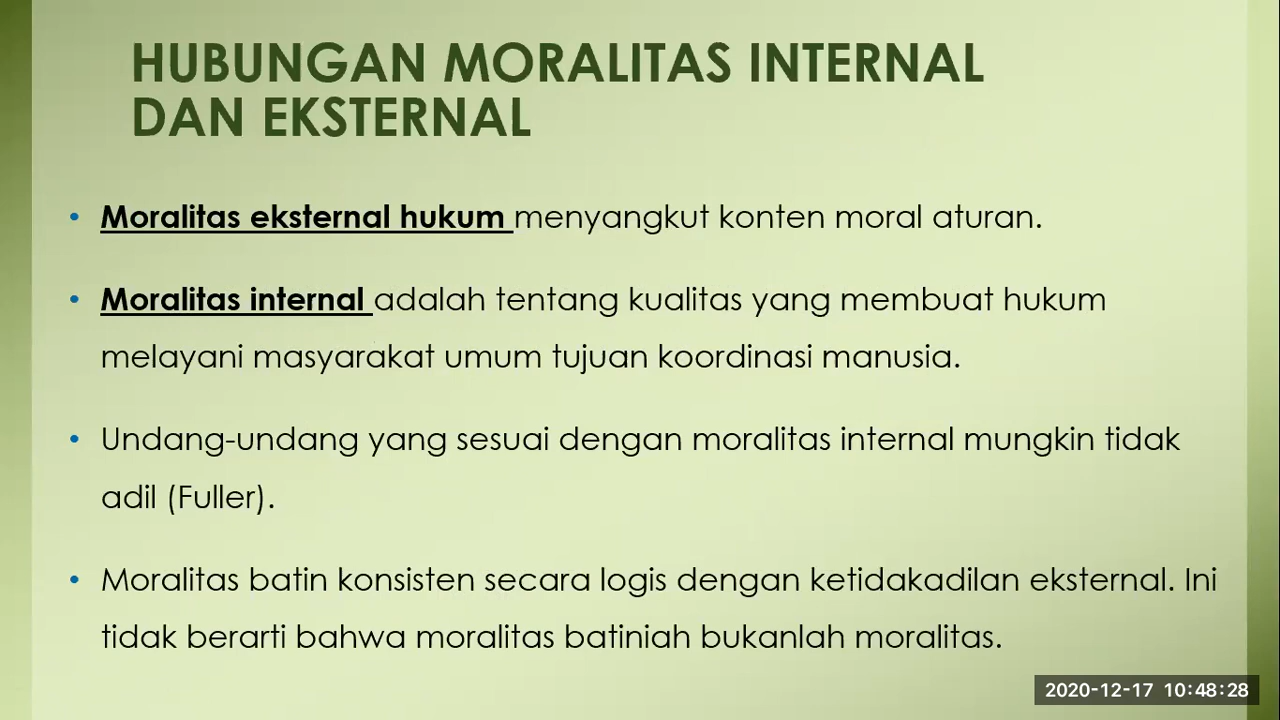 HUBUNGAN MORALITAS INTERNAL
DAN EKSTERNAL
• Moralitas eksternal hukum menyangkut konten moral aturan.
• Moralitas internal adalah tentang kualitas yang membuat hukum
melayani masyarakat umum tujuan koordinasi manusia.
• Undang-undang yang sesuai dengan moralitas internal mungkin tidak
adil (Fuller).
• Moralitas batin konsisten secara logis dengan ketidakadilan eksternal. Ini
tidak berarti bahwa moralitas batiniah bukanlah moralitas.
2020-12-17 10:48:28